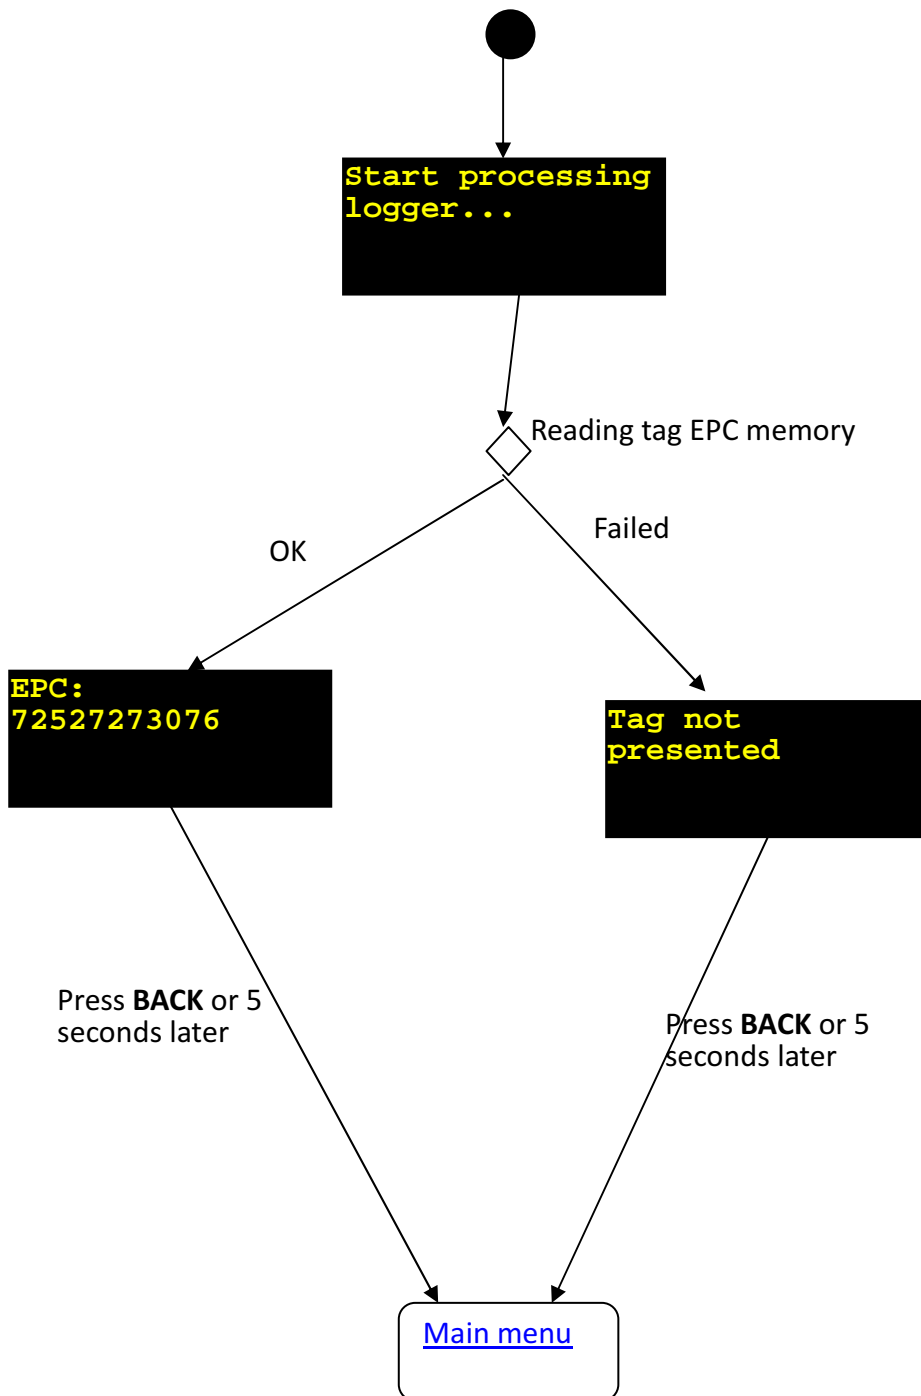 Start processing
logger...
Reading tag EPC memory
OK
Failed
EPC:
72527273076
Tag not
presented
Press BACK or 5
seconds later
Press BACK or 5
seconds later
Main menu